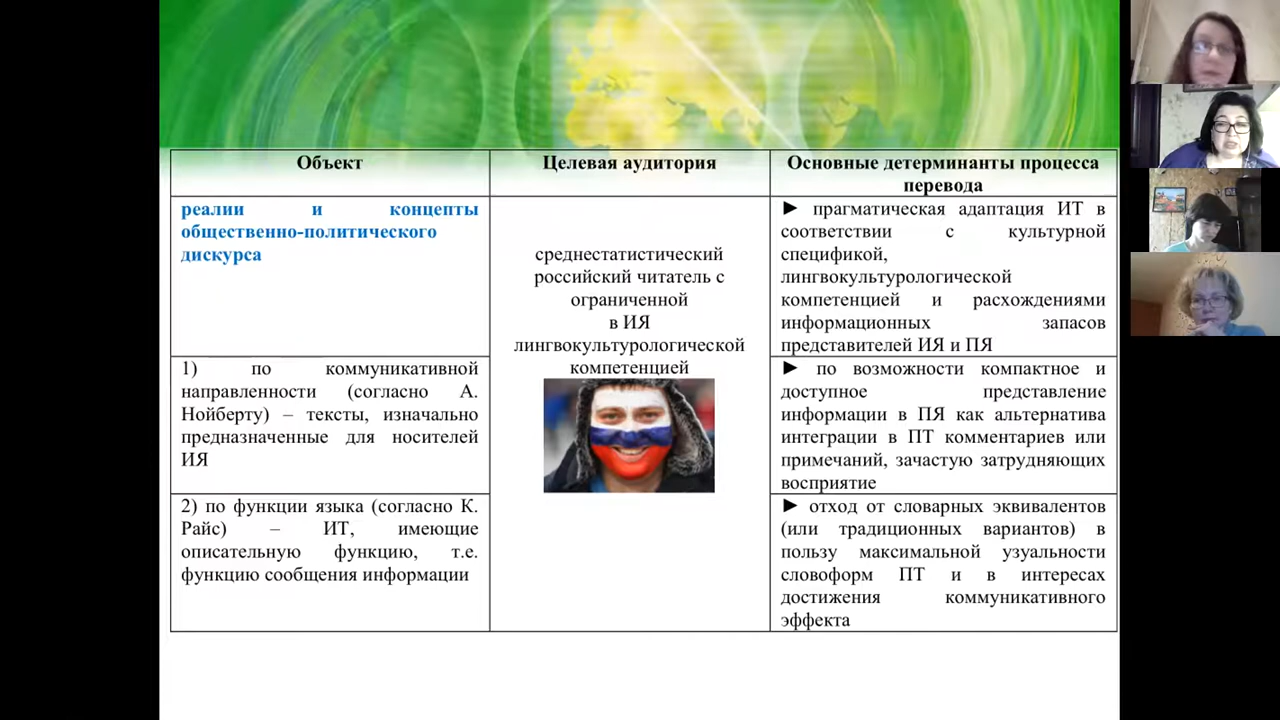 Объект
Целевая аудитория
Основные детерминанты процесса
перевода
реалии и концепты
общественно-политического
дискурса
1) по коммуникативной
направленности (согласно А.
Нойберту) – тексты, изначально
предназначенные для носителей
ИЯ
2) по функции языка (согласно К.
Райс) – ИТ, имеющие
описательную функцию, т.е.
функцию сообщения информации
среднестатистический
российский читатель с
ограниченной
в ИЯ
лингвокультурологической
компетенцией
► прагматическая адаптация ИТ в
соответствии с культурной
спецификой,
лингвокультурологической
компетенцией и расхождениями
информационных запасов
представителей ИЯ и ПЯ
► по возможности компактное и
доступное представление
информации в ПЯ как альтернатива
интеграции в ПТ комментариев или
примечаний, зачастую затрудняющих
восприятие
► отход от словарных эквивалентов
(или традиционных вариантов) в
пользу максимальной узуальности
словоформ ПТ и в интересах
достижения коммуникативного
эффекта